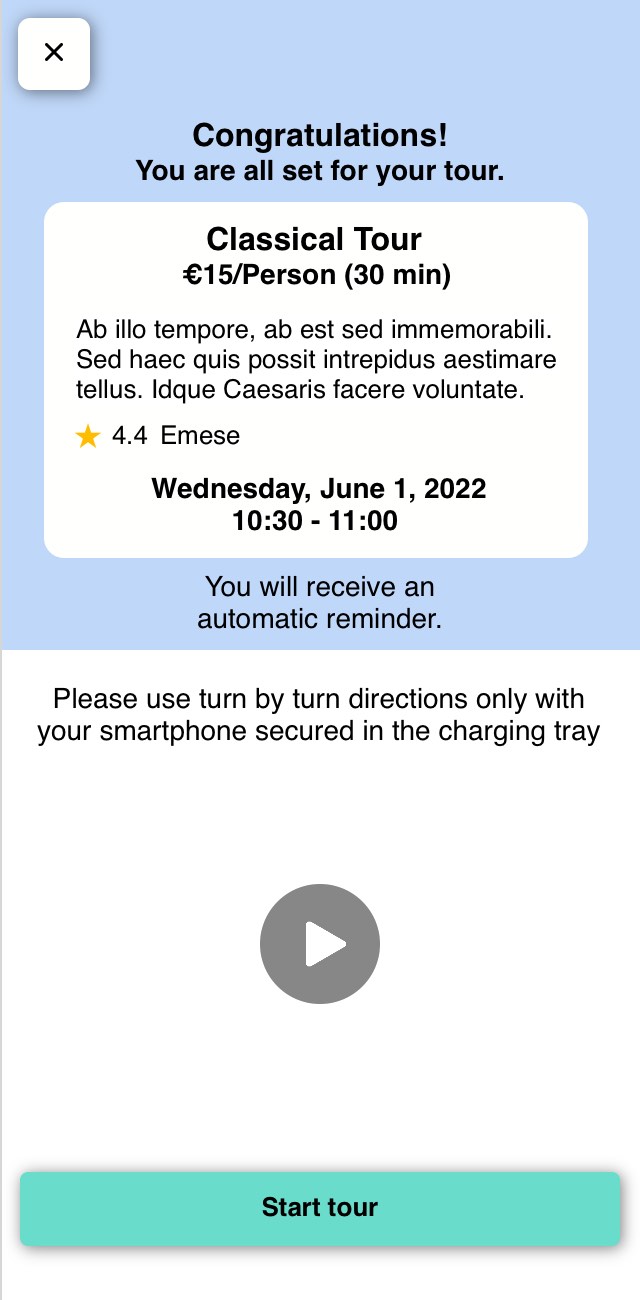 Congratulations!
You are all set for your tour.
Classical Tour
€15/Person (30 min)
Ab illo tempore, ab est sed immemorabili.
Sed haec quis possit intrepidus aestimare
tellus. Idque Caesaris facere voluntate.
4.4 Emese
Wednesday, June 1, 2022
10:30 - 11:00
You will receive an
automatic reminder.
Please use turn by turn directions only with
your smartphone secured in the charging tray
Start tour